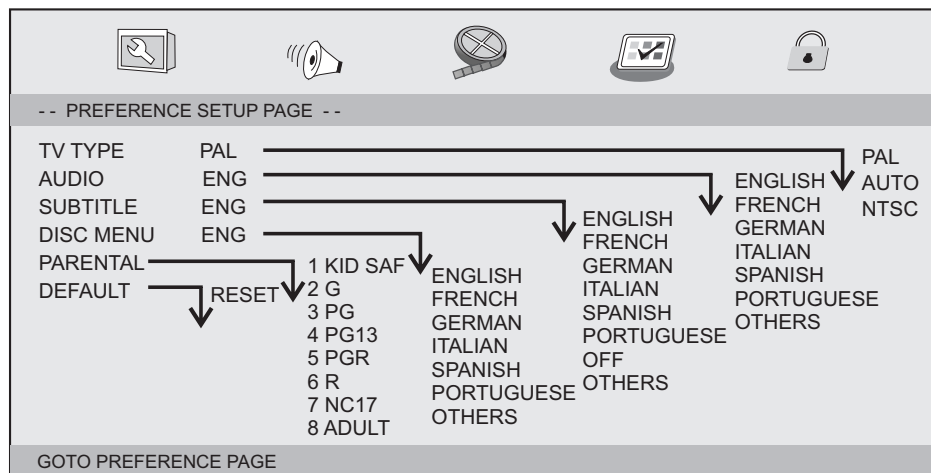 - - PREFERENCE SETUP PAGE - -
TV TYPE PAL
AUDIO ENG
SUBTITLE ENG
DISC MENU ENG
PARENTAL
DEFAULT
RESET
1 KID SAF
2 G
3 PG
4 PG13
5 PGR
6 R
7 NC17
8 ADULT
ENGLISH
FRENCH
GERMAN
ITALIAN
SPANISH
PORTUGUESE
OTHERS
ENGLISH
FRENCH
GERMAN
ITALIAN
SPANISH
PORTUGUESE
OFF
OTHERS
ENGLISH
FRENCH
GERMAN
ITALIAN
SPANISH
PORTUGUESE
OTHERS
PAL
AUTO
NTSC
GOTO PREFERENCE PAGE